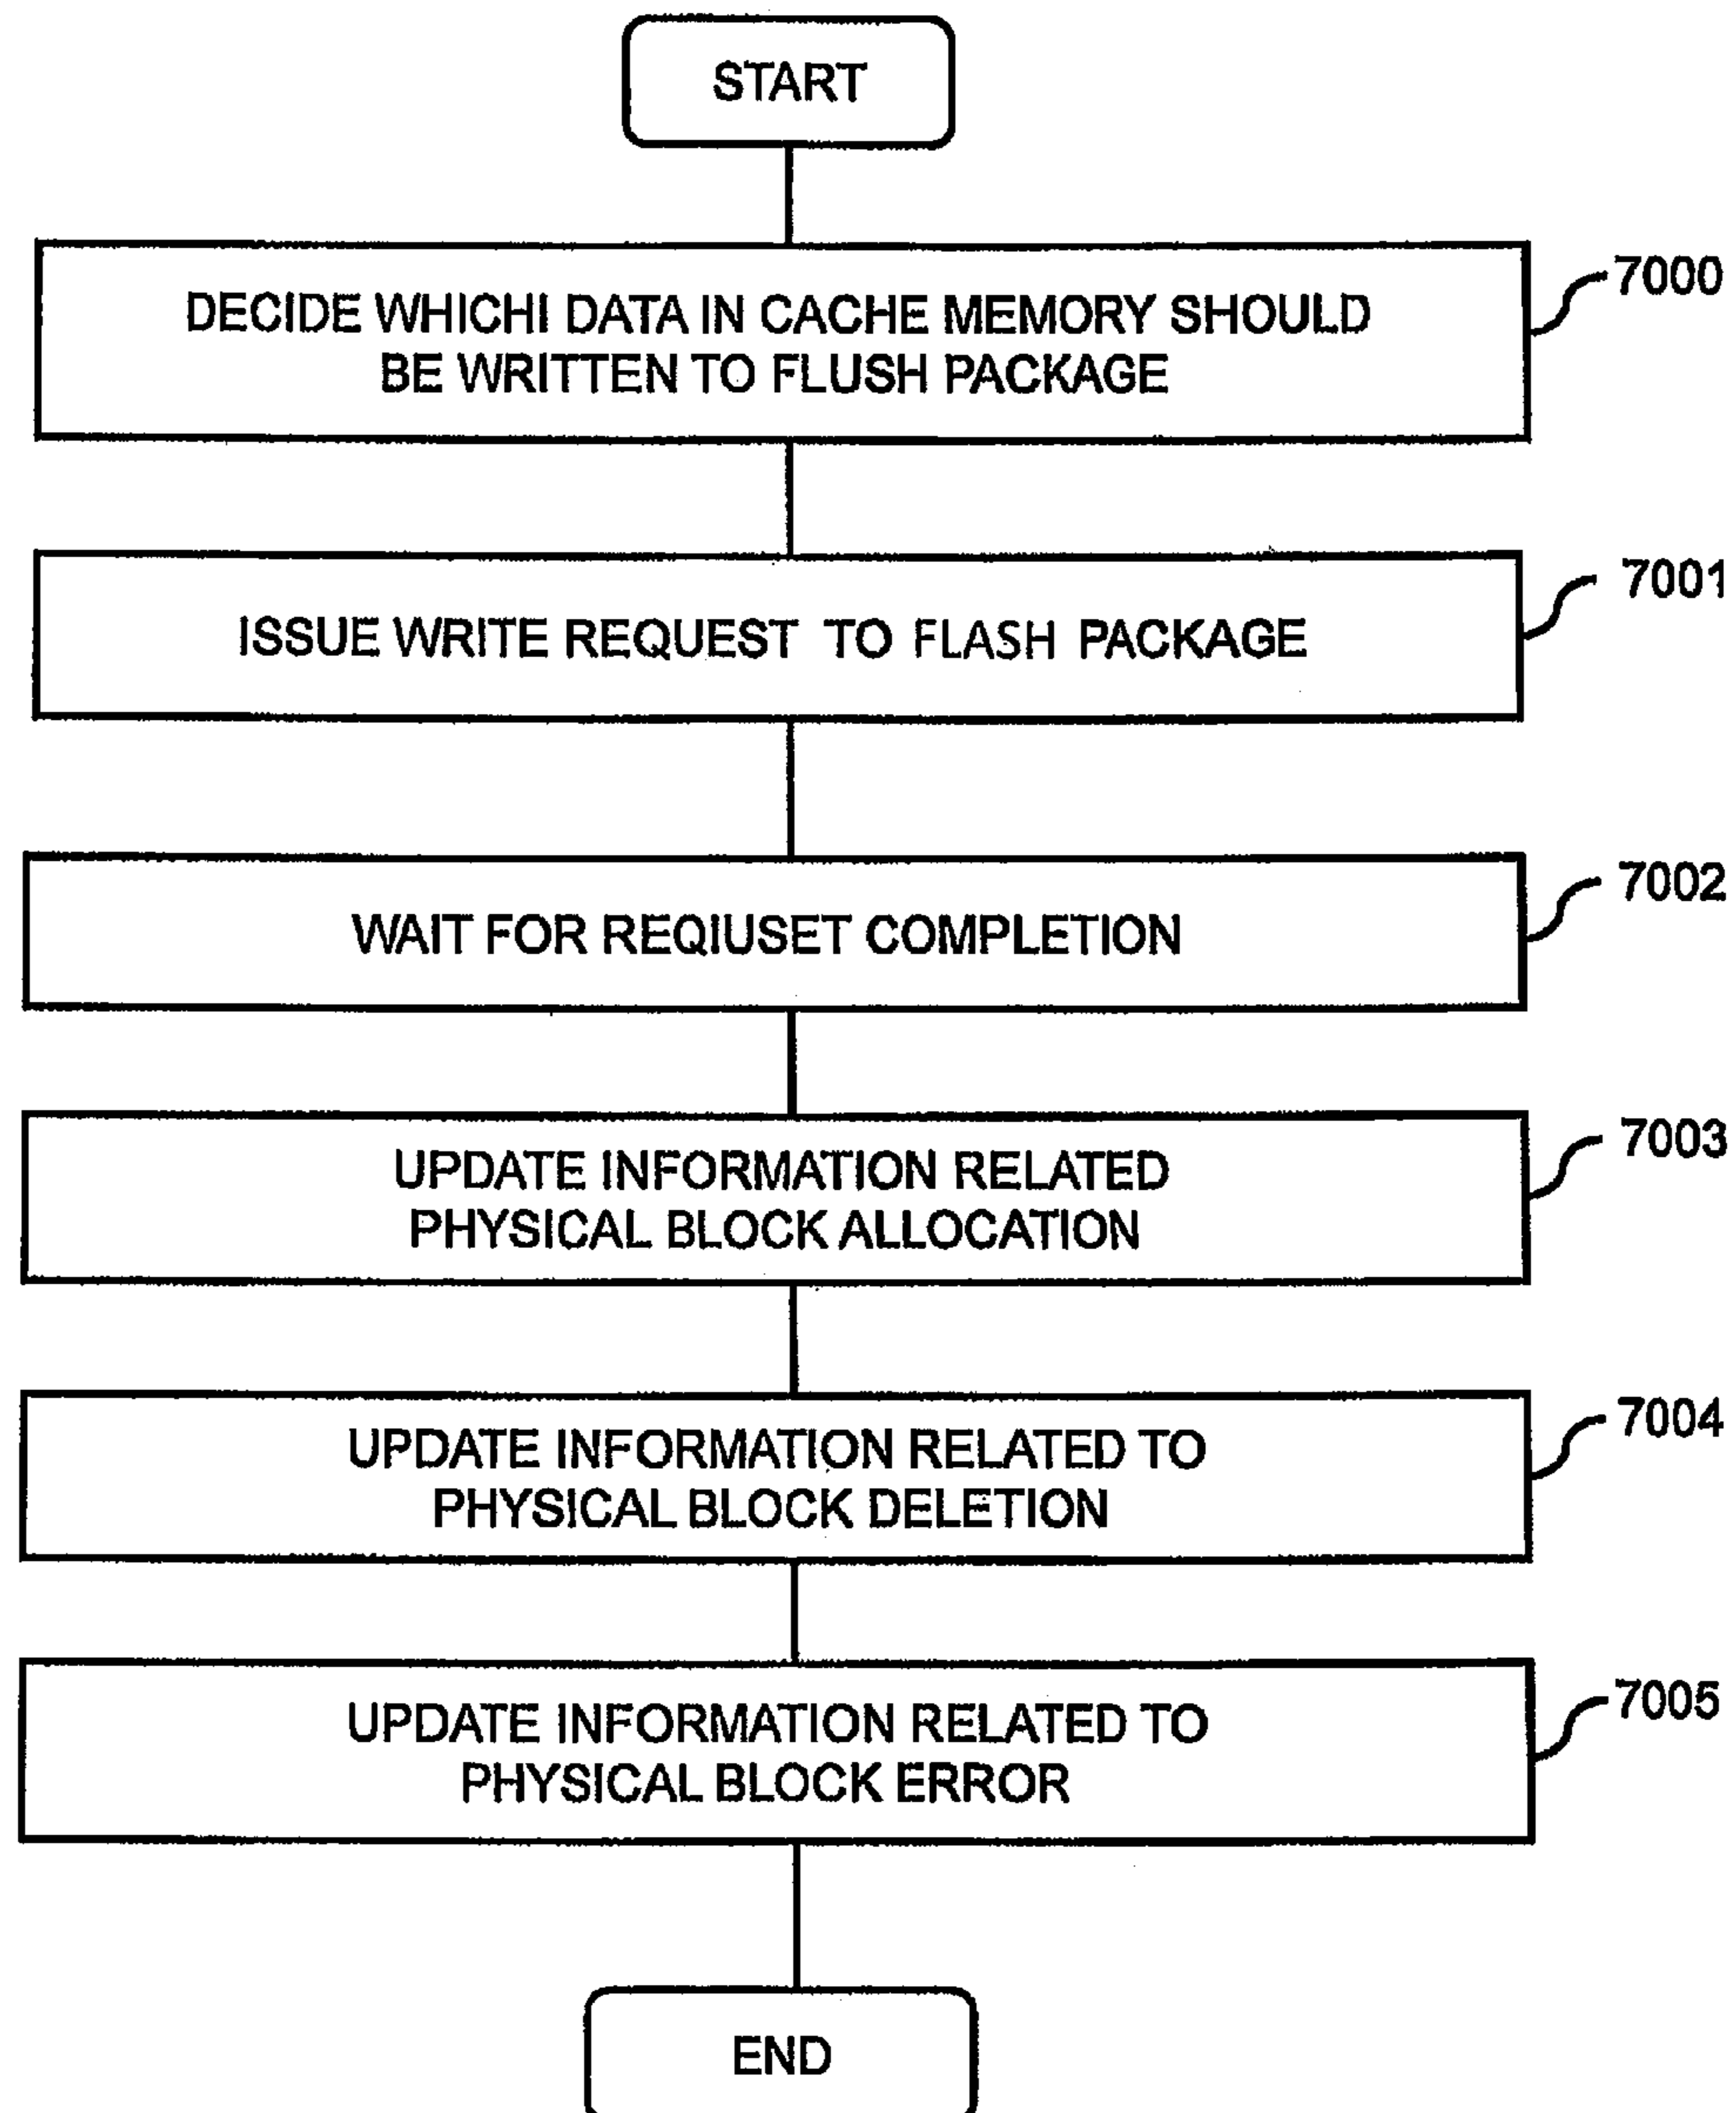 START
7000
DECIDE WHICHI DATA IN CACHE MEMORY SHOULD
BE WRITTEN TO FLUSH PACKAGE
7001
ISSUE WRITE REQUEST TO FLASH PACKAGE
7002
WAIT FOR REQIUSET COMPLETION
7003
UPDATE INFORMATION RELATED
PHYSICAL BLOCK ALLOCATION
7004
UPDATE INFORMATION RELATED TO
PHYSICAL BLOCK DELETION
7005
UPDATE INFORMATION RELATED TO
PHYSICAL BLOCK ERROR
END